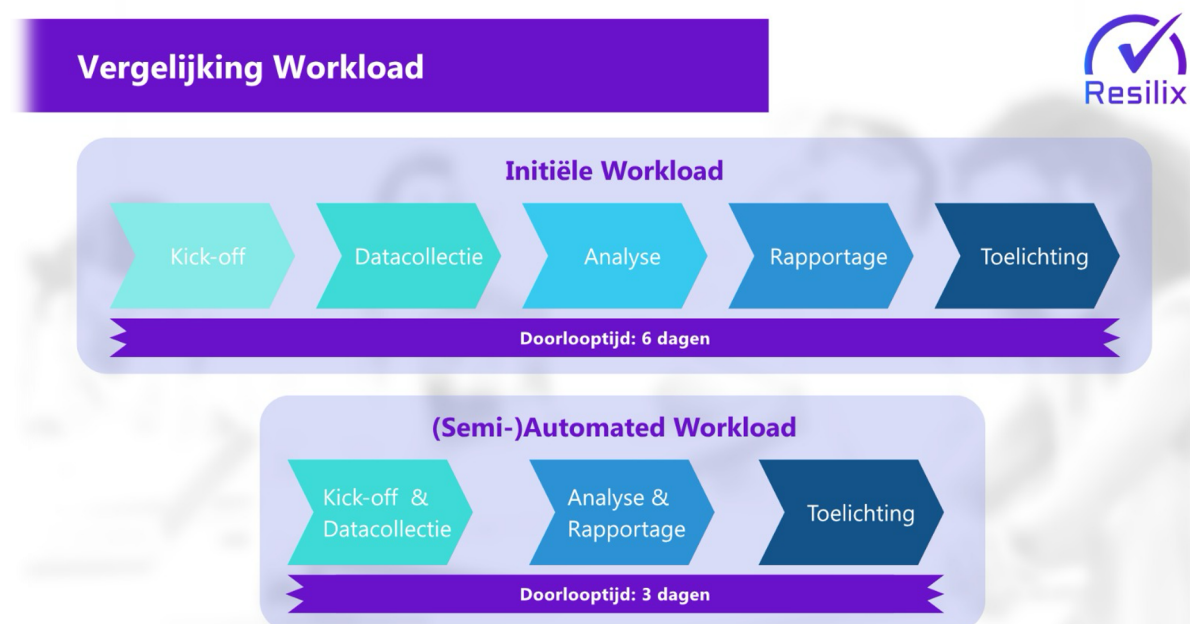 Vergelijking Workload
Resilix
Initiële Workload
Kick-off
Datacollectie
Analyse
Rapportage
Toelichting
Doorlooptijd: 6 dagen
(Semi-)Automated Workload
Kick-off &
Datacollectie
Analyse &
Rapportage
Toelichting
Doorlooptijd: 3 dagen